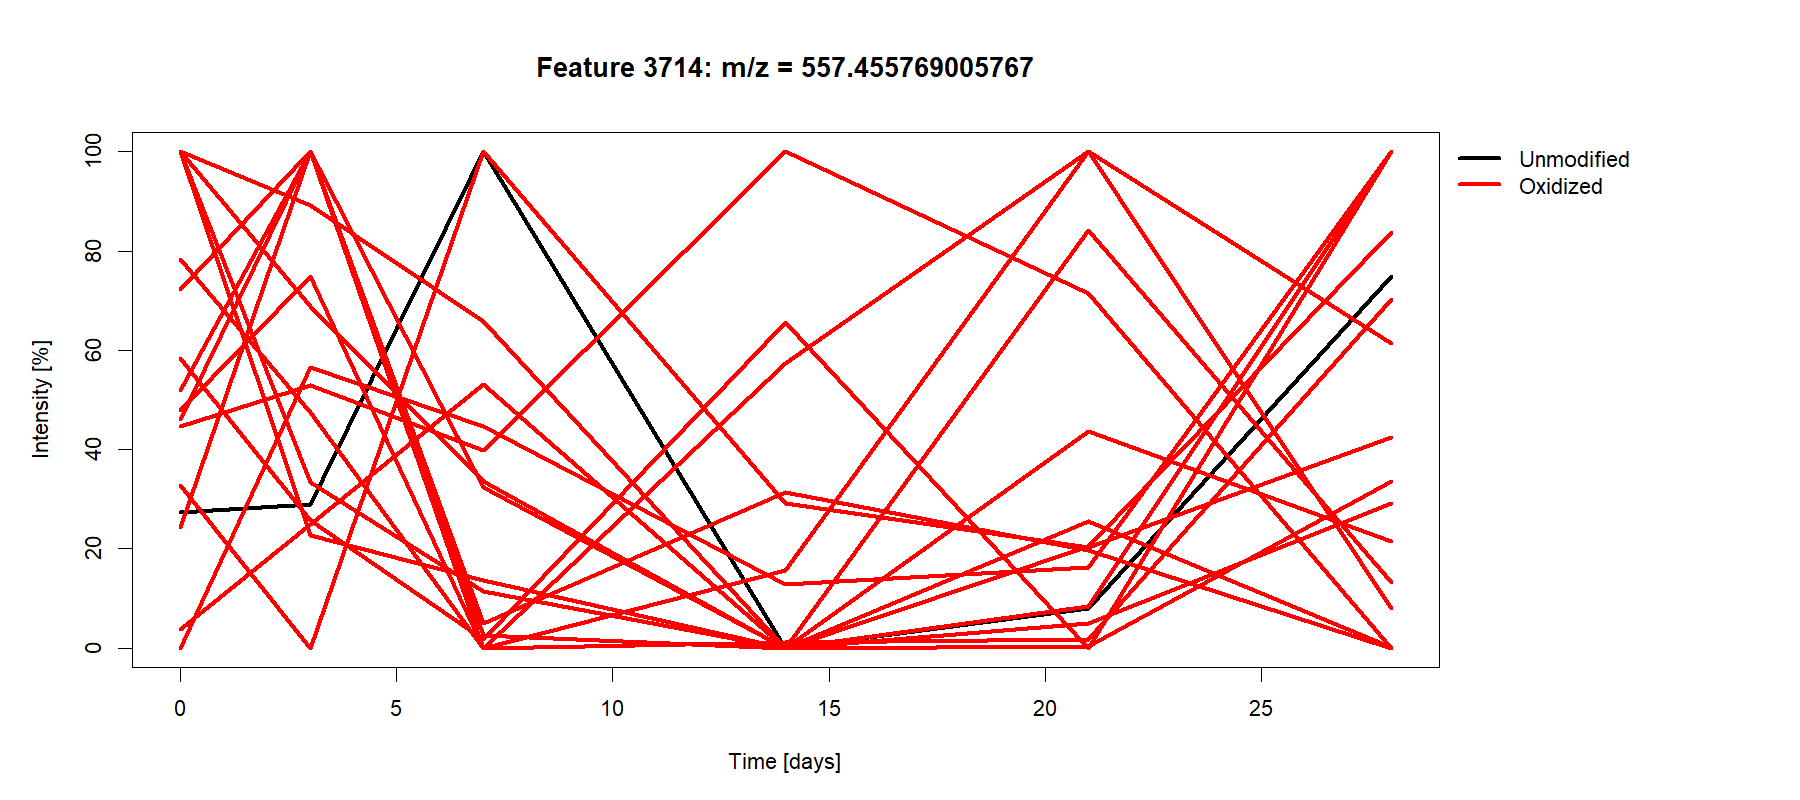 Feature 3714: m/z = 557.455769005767
Unmodified
Oxidized
Intensity [%]
100
80
60
40
20
0
0 5 10 15 20 25
Time [days]